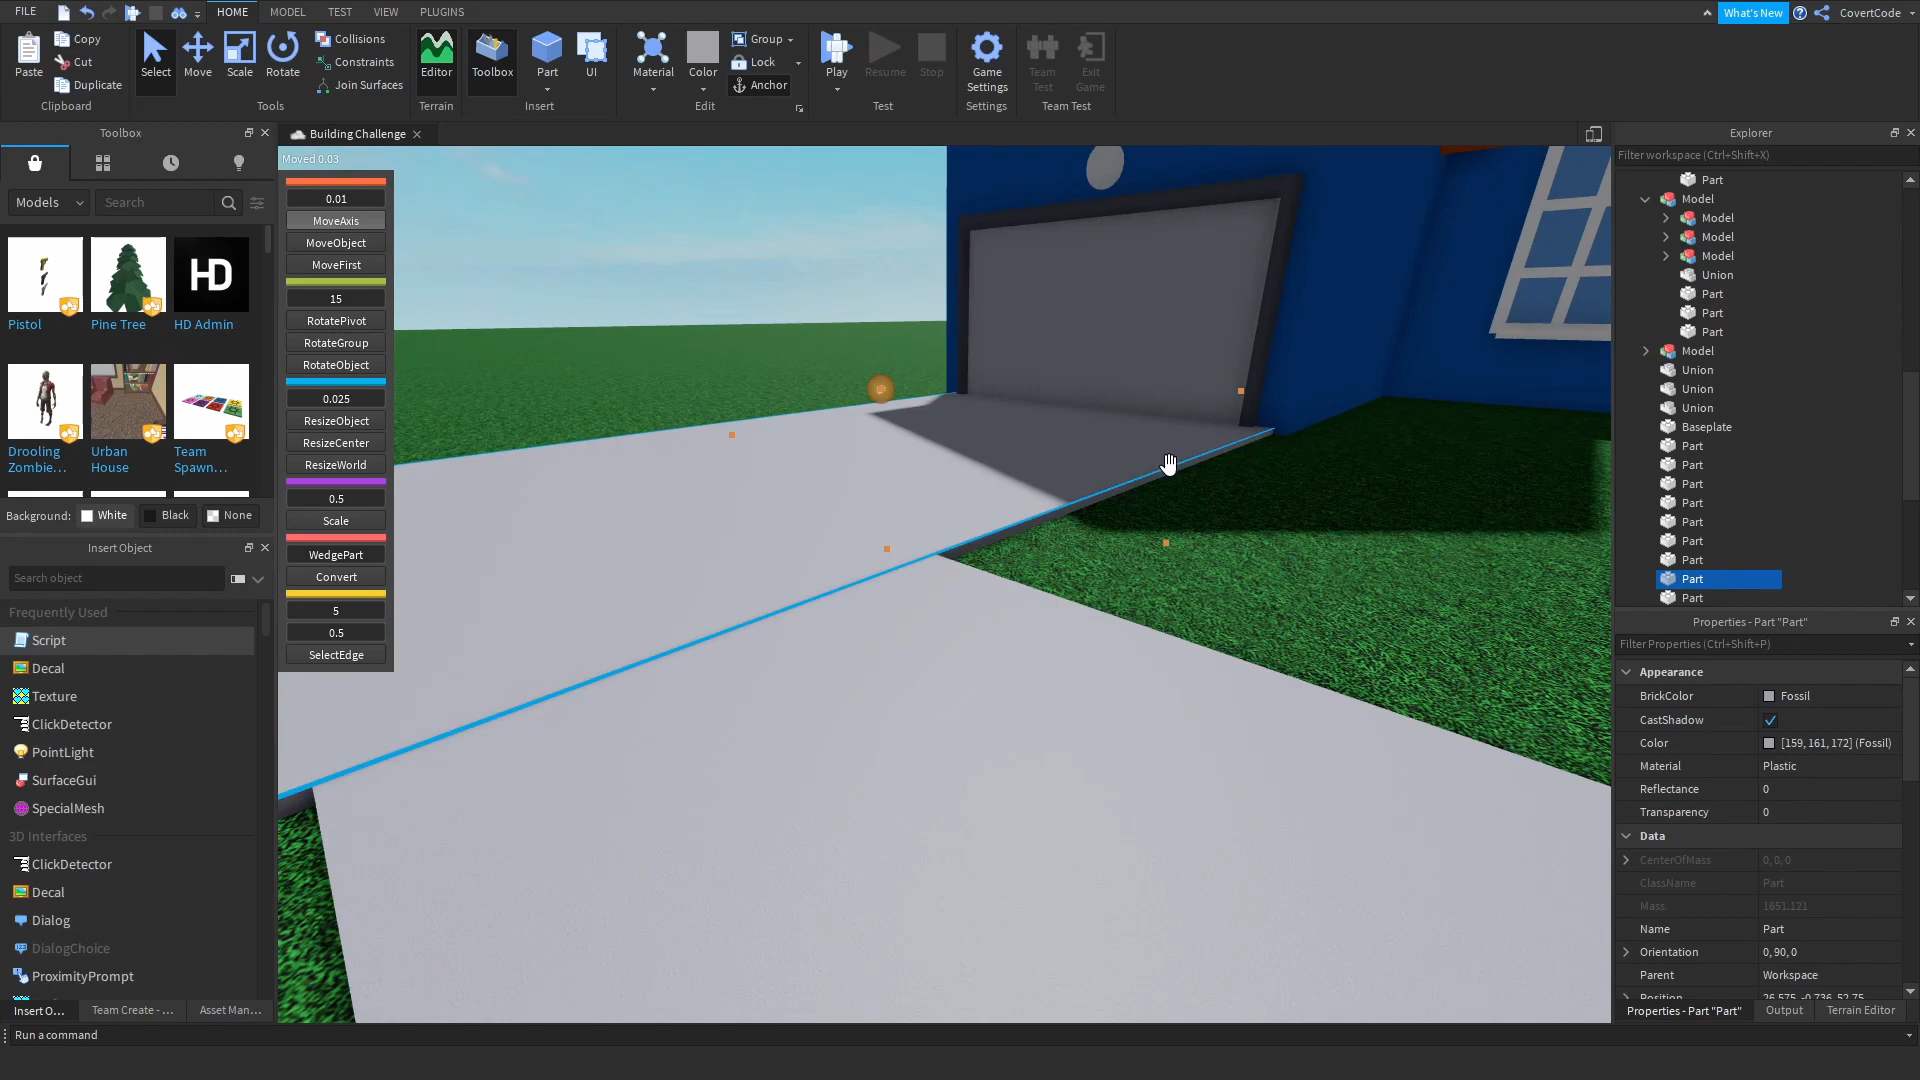 FILE
HOME
MODEL
TEST
VIEW
PLUGINS
What's New
CovertCode
Paste
Copy
Cut
Duplicate
Clipboard
Select
Move
Scale
Rotate
Collisions
Constraints
Join Surfaces
Tools
Editor
Terrain
Toolbox
Part
UI
Insert
Material
Color
Group
Lock
Anchor
Edit
Play
Resume
Stop
Test
Game
Settings
Settings
Team
Test
Exit
Game
Team Test
Toolbox
Models
Search
Pistol
Pine Tree
HD
HD Admin
Drooling
Zombie...
Urban
House
Team
Spawn...
Background:
White
Black
None
Insert Object
Search object
Frequently Used
Script
Decal
Texture
ClickDetector
PointLight
SurfaceGui
SpecialMesh
3D Interfaces
ClickDetector
Decal
Dialog
DialogChoice
ProximityPrompt
Insert O...
Team Create - ...
Asset Man...
Run a command
Building Challenge
Moved 0.03
0.01
MoveAxis
MoveObject
MoveFirst
15
RotatePivot
RotateGroup
RotateObject
0.025
ResizeObject
ResizeCenter
ResizeWorld
0.5
Scale
WedgePart
Convert
5
0.5
SelectEdge
Explorer
Filter workspace (Ctrl+Shift+X)
Part
Model
Model
Model
Model
Union
Part
Part
Part
Model
Union
Union
Union
Baseplate
Part
Part
Part
Part
Part
Part
Part
Part
Part
Properties - Part "Part"
Filter Properties (Ctrl+Shift+P)
Appearance
BrickColor Fossil
CastShadow
Color [159, 161, 172] (Fossil)
Material Plastic
Reflectance 0
Transparency 0
Data
CenterOfMass 0, 0, 0
ClassName Part
Mass 1651.121
Name Part
Orientation 0, 90, 0
Parent Workspace
Position 26.575, -0.736, 52.75
Properties - Part "Part"
Output
Terrain Editor